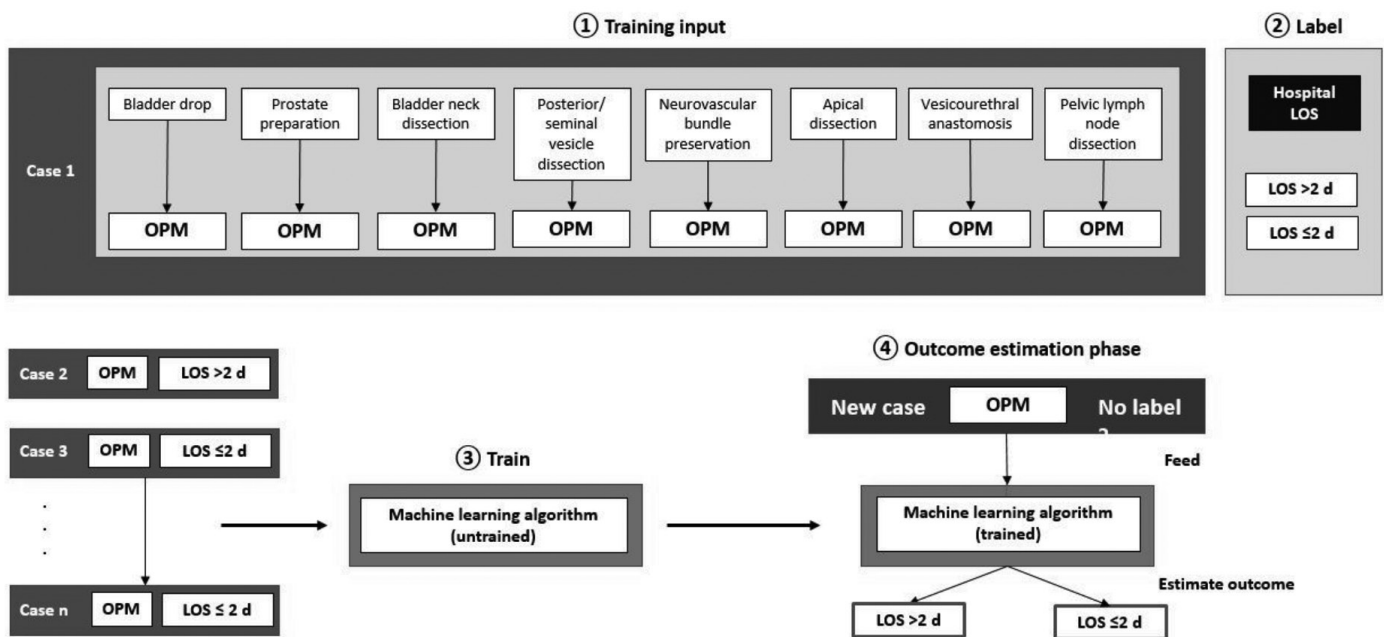 ① Training input
② Label
Case 1
Bladder drop
Prostate
preparation
Bladder neck
dissection
Posterior/
seminal
vesicle
dissection
Neurovascular
bundle
preservation
Apical
dissection
Vesicourethral
anastomosis
Pelvic lymph
node
dissection
OPM
OPM
OPM
OPM
OPM
OPM
OPM
OPM
Hospital
LOS
LOS >2 d
LOS ≤2 d
Case 2 OPM LOS >2 d
Case 3 OPM LOS ≤2 d
.
.
.
Case n OPM LOS ≤ 2 d
③ Train
Machine learning algorithm
(untrained)
④ Outcome estimation phase
New case OPM No label
Feed
Machine learning algorithm
(trained)
Estimate outcome
LOS >2 d
LOS ≤2 d